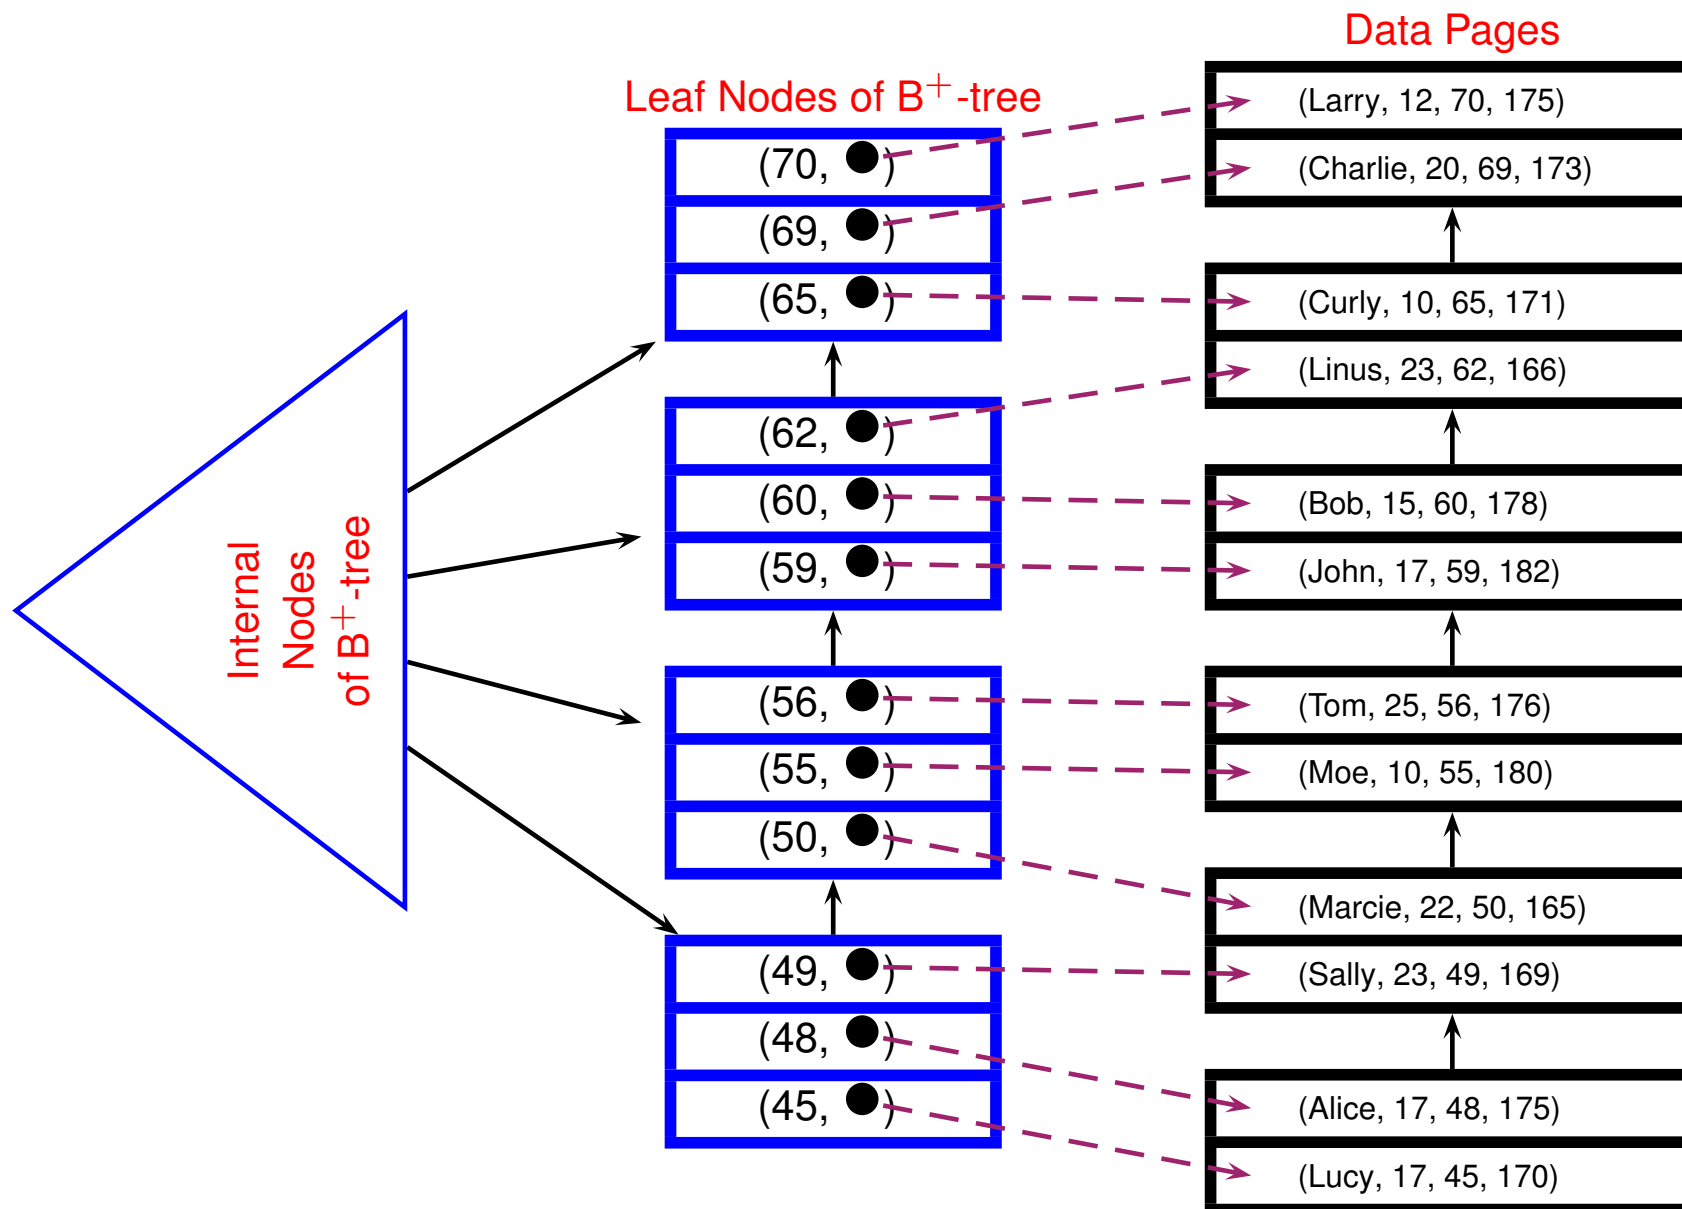 Data Pages
Leaf Nodes of B+-tree
Internal
Nodes
of B+-tree
(70, ●)
(69, ●)
(65, ●)
(62, ●)
(60, ●)
(59, ●)
(56, ●)
(55, ●)
(50, ●)
(49, ●)
(48, ●)
(45, ●)
(Larry, 12, 70, 175)
(Charlie, 20, 69, 173)
(Curly, 10, 65, 171)
(Linus, 23, 62, 166)
(Bob, 15, 60, 178)
(John, 17, 59, 182)
(Tom, 25, 56, 176)
(Moe, 10, 55, 180)
(Marcie, 22, 50, 165)
(Sally, 23, 49, 169)
(Alice, 17, 48, 175)
(Lucy, 17, 45, 170)